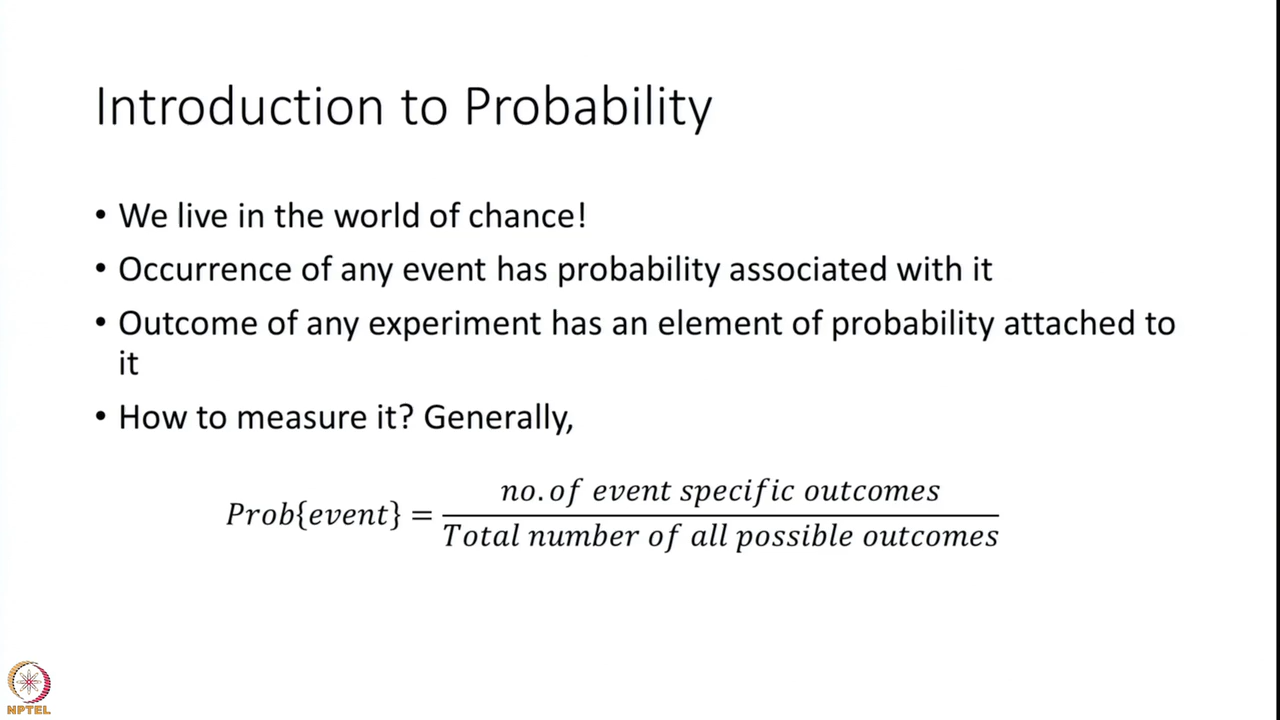 Introduction to Probability
• We live in the world of chance!
• Occurrence of any event has probability associated with it
• Outcome of any experiment has an element of probability attached to
it
• How to measure it? Generally,
no. of event specific outcomes
Prob{event} =
Total number of all possible outcomes
NPTEL